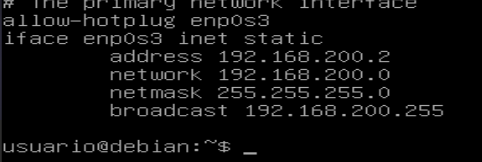 # The primary network interface
allow-hotplug enp0s3
iface enp0s3 inet static
address 192.168.200.2
network 192.168.200.0
netmask 255.255.255.0
broadcast 192.168.200.255
usuario@debian:~$ _